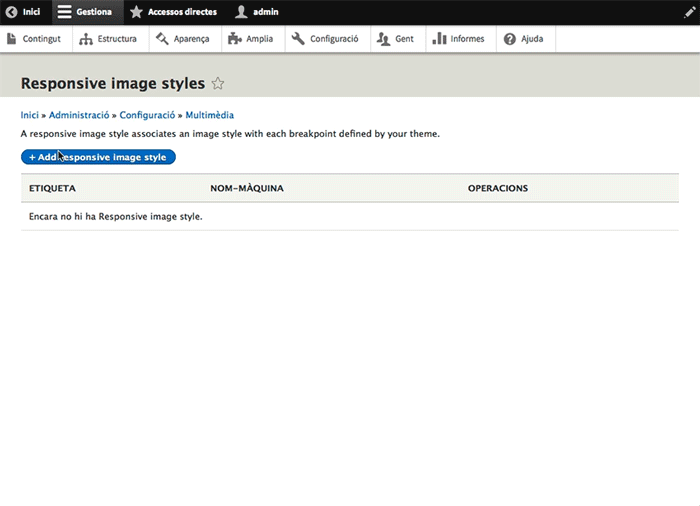 Inici Gestiona Accessos directes admin
Contingut Estructura Aparença Amplia Configuració Gent Informes Ajuda
Responsive image styles
Inici » Administració » Configuració » Multimèdia
A responsive image style associates an image style with each breakpoint defined by your theme.
+ Add responsive image style
ETIQUETA NOM-MÀQUINA OPERACIONS
Encara no hi ha Responsive image style.